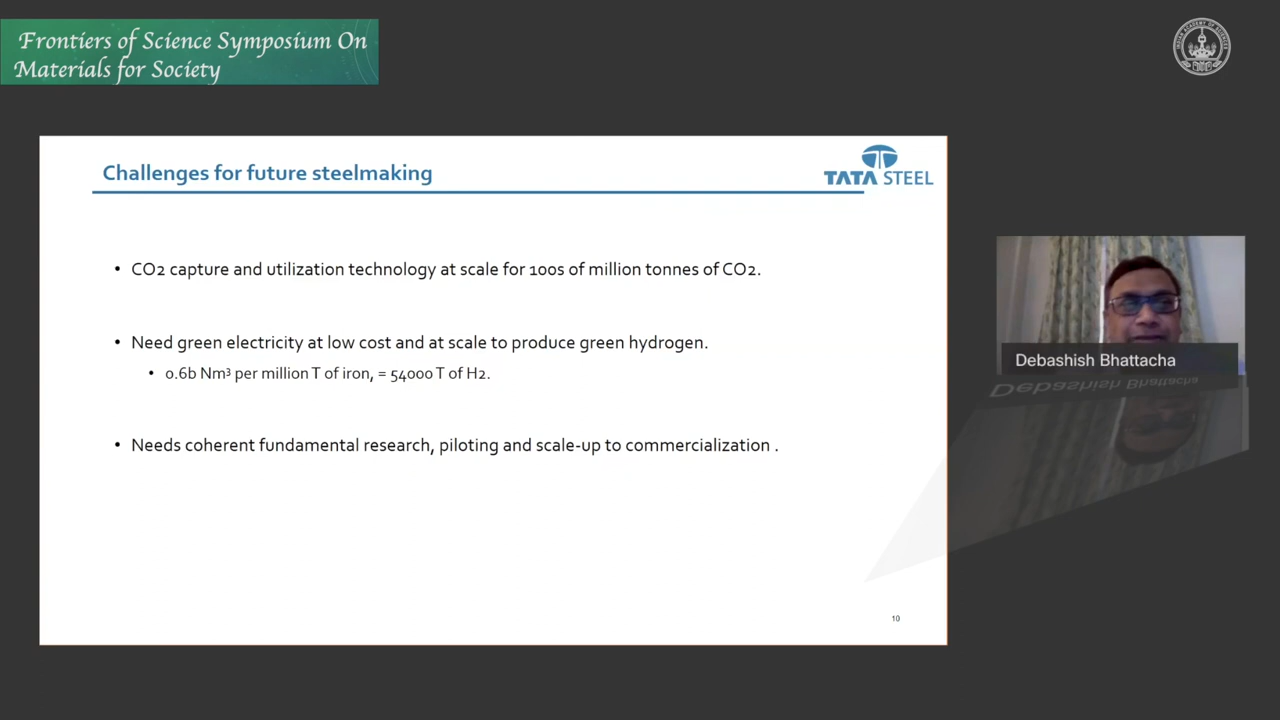 Frontiers of Science Symposium On
Materials for Society
Challenges for future steelmaking
TATA STEEL
• CO2 capture and utilization technology at scale for 100s of million tonnes of CO2.
• Need green electricity at low cost and at scale to produce green hydrogen.
• 0.6b Nm³ per million T of iron, = 54000 T of H2.
• Needs coherent fundamental research, piloting and scale-up to commercialization .
10
Debashish Bhattacha
Debashish Bhattacha